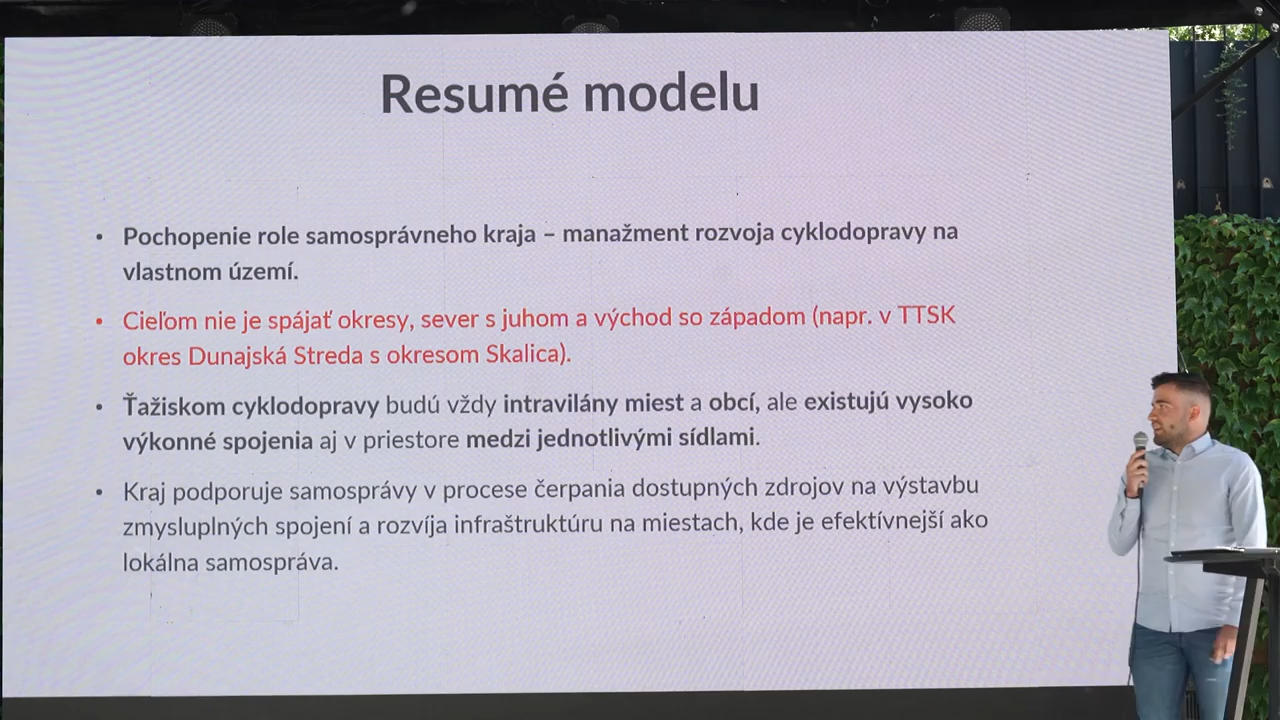 Resumé modelu
• Pochopenie role samosprávneho kraja – manažment rozvoja cyklodopravy na
vlastnom území.
• Cieľom nie je spájať okresy, sever s juhom a východ so západom (napr. v TTSK
okres Dunajská Streda s okresom Skalica).
• Ťažiskom cyklodopravy budú vždy intravilány miest a obcí, ale existujú vysoko
výkonné spojenia aj v priestore medzi jednotlivými sídlami.
• Kraj podporuje samosprávy v procese čerpania dostupných zdrojov na výstavbu
zmysluplných spojení a rozvíja infraštruktúru na miestach, kde je efektívnejší ako
lokálna samospráva.